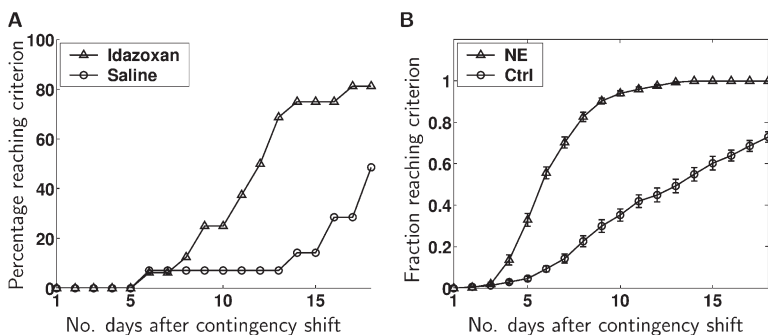 A
Idazoxan
Saline
Percentage reaching criterion
100
80
60
40
20
0
1
5
10
15
No. days after contingency shift
B
NE
Ctrl
Fraction reaching criterion
1
0.8
0.6
0.4
0.2
0
1
5
10
15
No. days after contingency shift